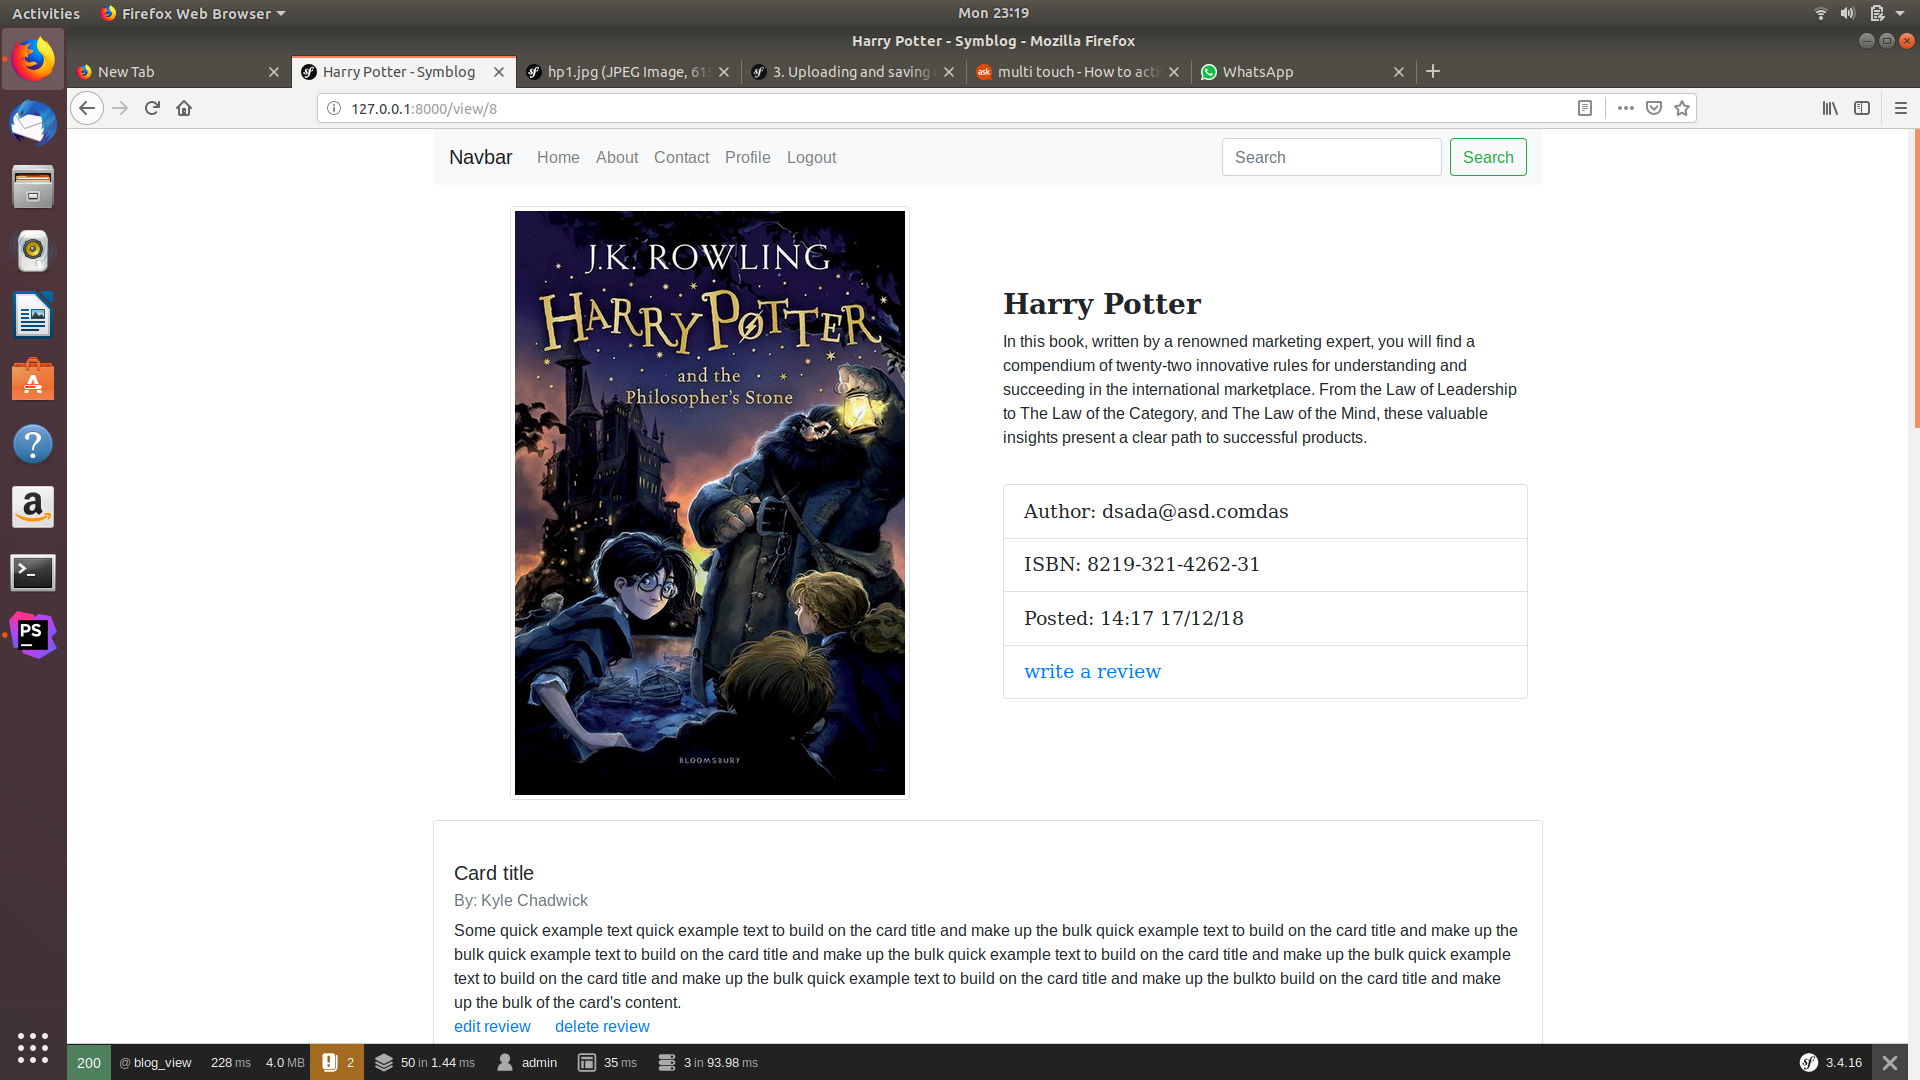 Activities
Firefox Web Browser
Mon 23:19
Harry Potter - Symblog - Mozilla Firefox
New Tab
Harry Potter - Symblog
hp1.jpg (JPEG Image, 615
3. Uploading and saving
multi touch - How to acti
WhatsApp
127.0.0.1:8000/view/8
Navbar
Home
About
Contact
Profile
Logout
Search
Search
J.K. ROWLING
HARRY POTTER
and the
Philosopher's Stone
BLOOMSBURY
Harry Potter
In this book, written by a renowned marketing expert, you will find a
compendium of twenty-two innovative rules for understanding and
succeeding in the international marketplace. From the Law of Leadership
to The Law of the Category, and The Law of the Mind, these valuable
insights present a clear path to successful products.
Author: dsada@asd.comdas
ISBN: 8219-321-4262-31
Posted: 14:17 17/12/18
write a review
Card title
By: Kyle Chadwick
Some quick example text quick example text to build on the card title and make up the bulk quick example text to build on the card title and make up the
bulk quick example text to build on the card title and make up the bulk quick example text to build on the card title and make up the bulk quick example
text to build on the card title and make up the bulk quick example text to build on the card title and make up the bulkto build on the card title and make
up the bulk of the card's content.
edit review
delete review
200
@ blog_view
228 ms
4.0 MB
2
50 in 1.44 ms
admin
35 ms
3 in 93.98 ms
3.4.16